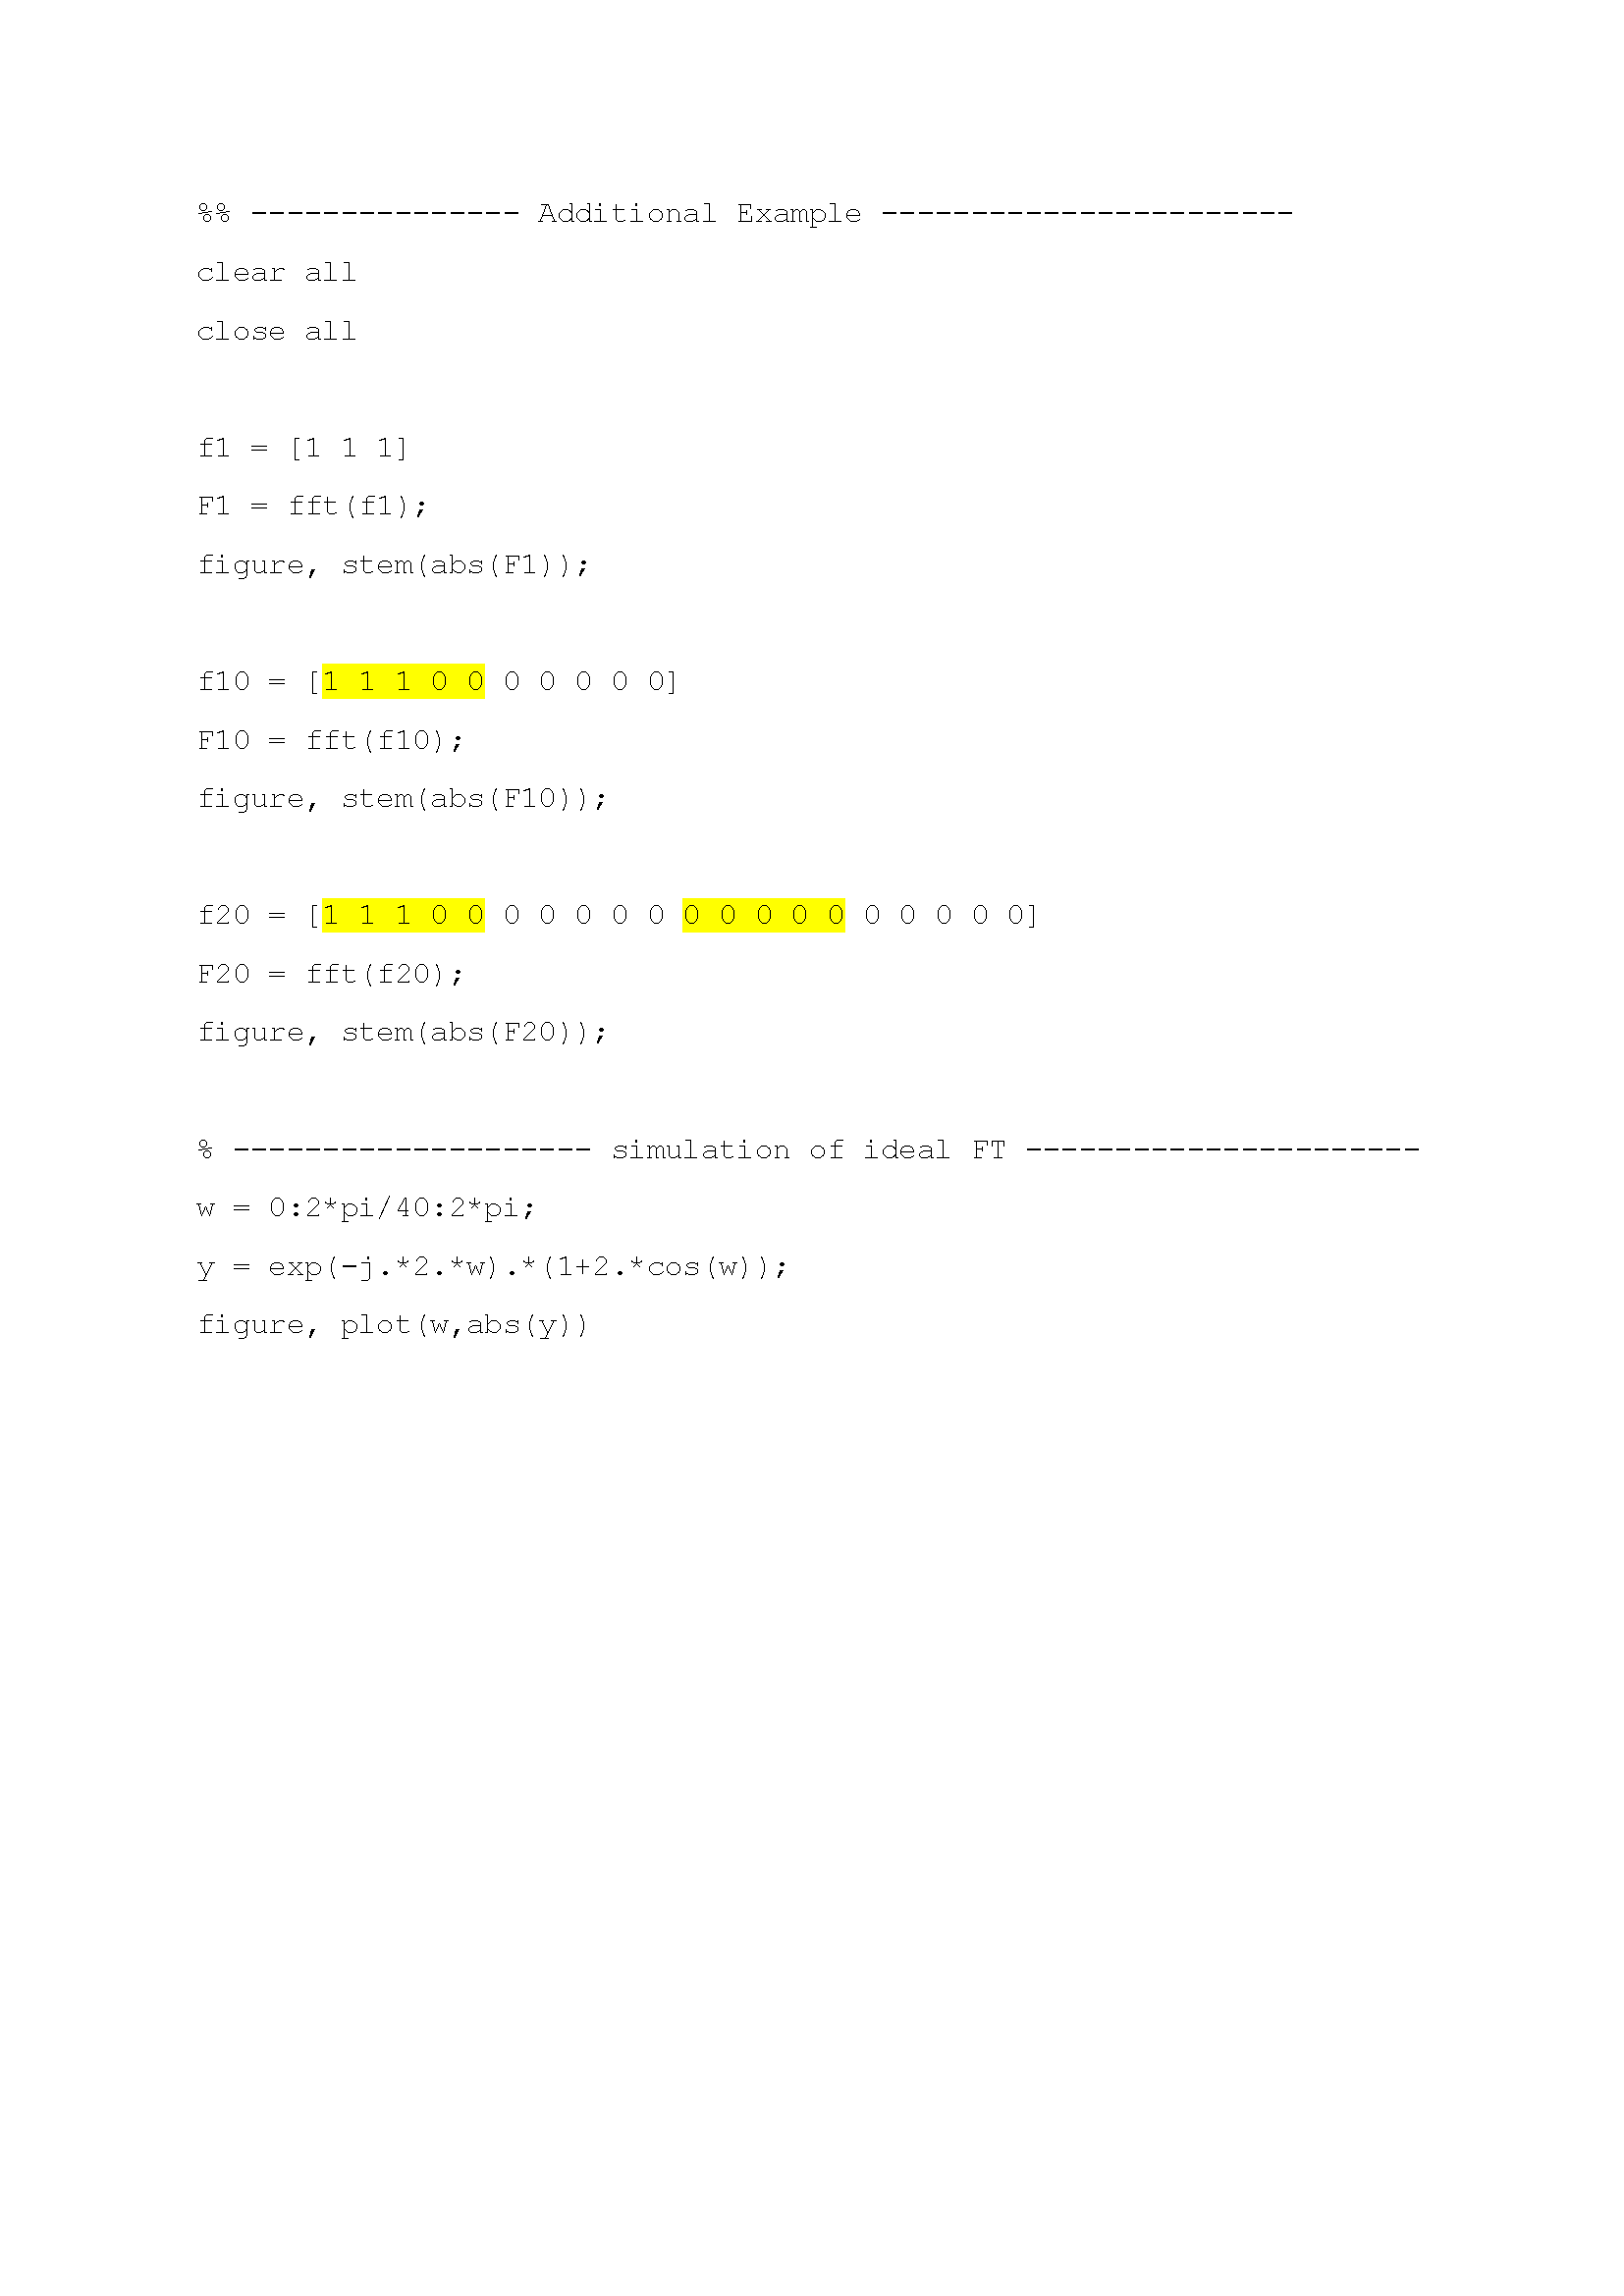 %% --------------- Additional Example -----------------------
clear all
close all
f1 = [1 1 1]
F1 = fft(f1);
figure, stem(abs(F1));
f10 = [1 1 1 0 0 0 0 0 0 0]
F10 = fft(f10);
figure, stem(abs(F10));
f20 = [1 1 1 0 0 0 0 0 0 0 0 0 0 0 0 0 0 0 0 0]
F20 = fft(f20);
figure, stem(abs(F20));
% -------------------- simulation of ideal FT ----------------------
w = 0:2*pi/40:2*pi;
y = exp(-j.*2.*w).*(1+2.*cos(w));
figure, plot(w,abs(y))